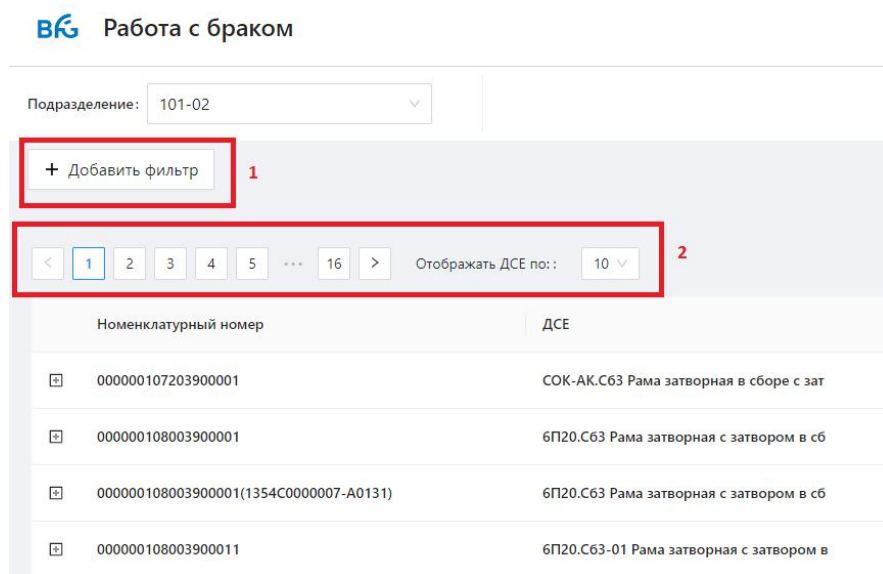 BFG Работа с браком
Подразделение: 101-02
+ Добавить фильтр 1
< 1 2 3 4 5 ••• 16 > Отображать ДСЕ по: : 10 2
Номенклатурный номер ДСЕ
000000107203900001 СОК-АК.С63 Рама затворная в сборе с зат
000000108003900001 6П20.С63 Рама затворная с затвором в сб
000000108003900001(1354С0000007-А0131) 6П20.С63 Рама затворная с затвором в сб
000000108003900011 6П20.С63-01 Рама затворная с затвором в